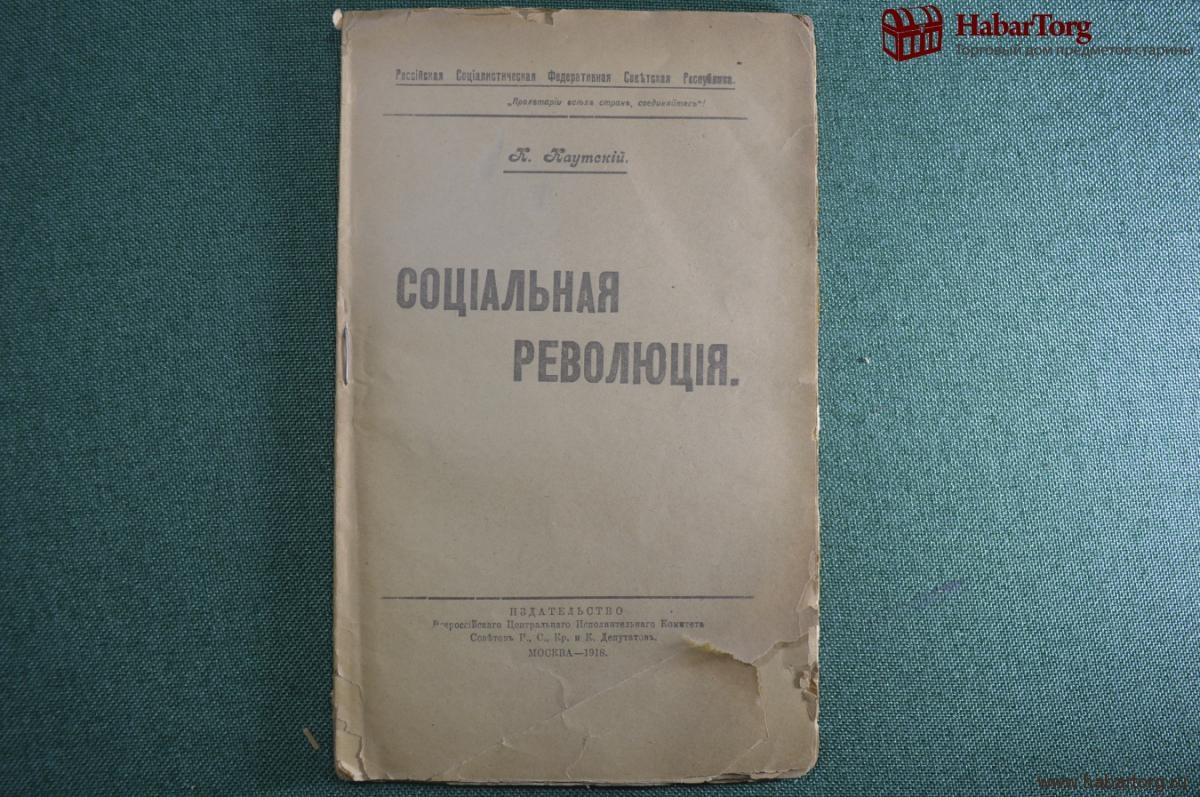 HabarTorg
Торговый дом предметов старины
Россійская Соціалистическая Федеративная Совѣтская Республика.
„Пролетаріи всѣхъ странъ, соединяйтесь“!
К. Каутскій.
СОЦІАЛЬНАЯ
РЕВОЛЮЦІЯ.
ИЗДАТЕЛЬСТВО
Всероссійскаго Центральнаго Исполнительнаго Комитета
Совѣтовъ Р., С., Кр. и К. Депутатовъ.
МОСКВА—1918.
www.habartorg.ru